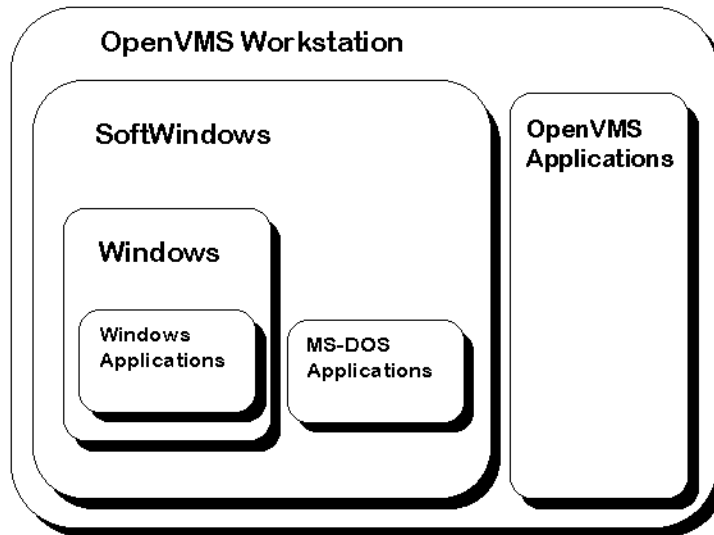 OpenVMS Workstation
SoftWindows
OpenVMS
Applications
Windows
Windows
Applications
MS-DOS
Applications